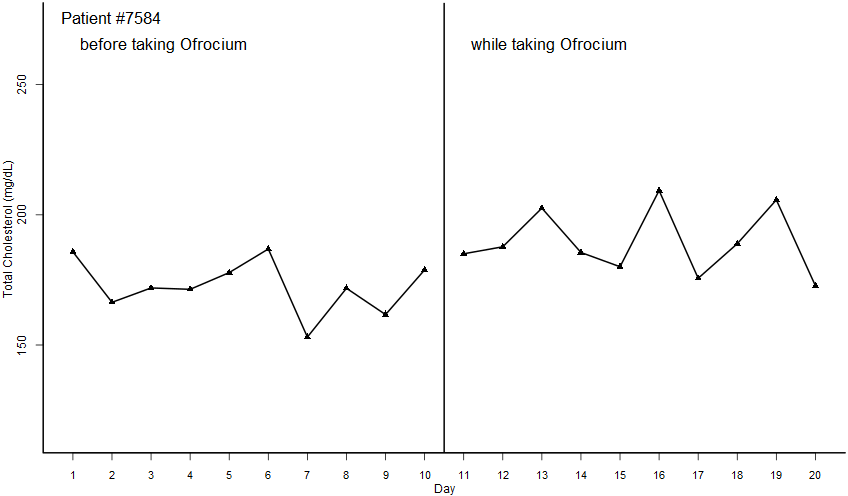 Patient #7584
before taking Ofrocium
while taking Ofrocium
250
200
150
Total Cholesterol (mg/dL)
1 2 3 4 5 6 7 8 9 10 11 12 13 14 15 16 17 18 19 20
Day